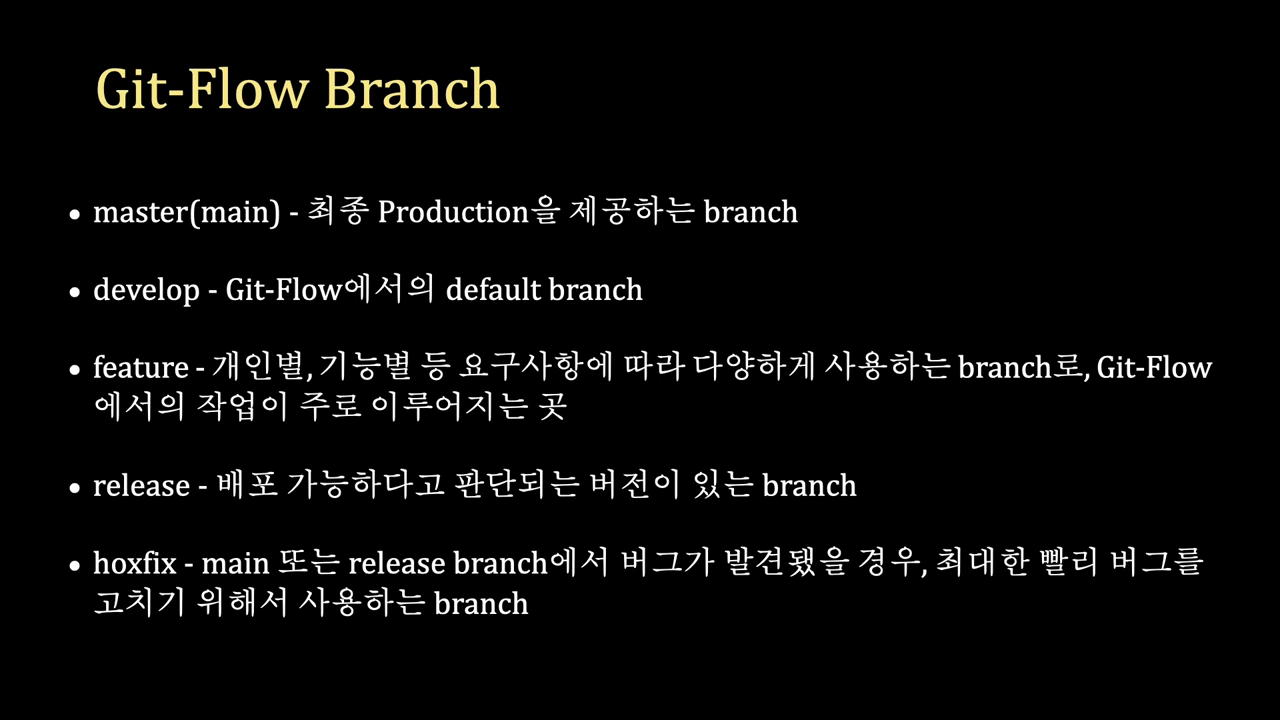 Git-Flow Branch
• master(main) - 최종 Production을 제공하는 branch
• develop - Git-Flow에서의 default branch
• feature - 개인별, 기능별 등 요구사항에 따라 다양하게 사용하는 branch로, Git-Flow
에서의 작업이 주로 이루어지는 곳
• release - 배포 가능하다고 판단되는 버전이 있는 branch
• hoxfix - main 또는 release branch에서 버그가 발견됐을 경우, 최대한 빨리 버그를
고치기 위해서 사용하는 branch